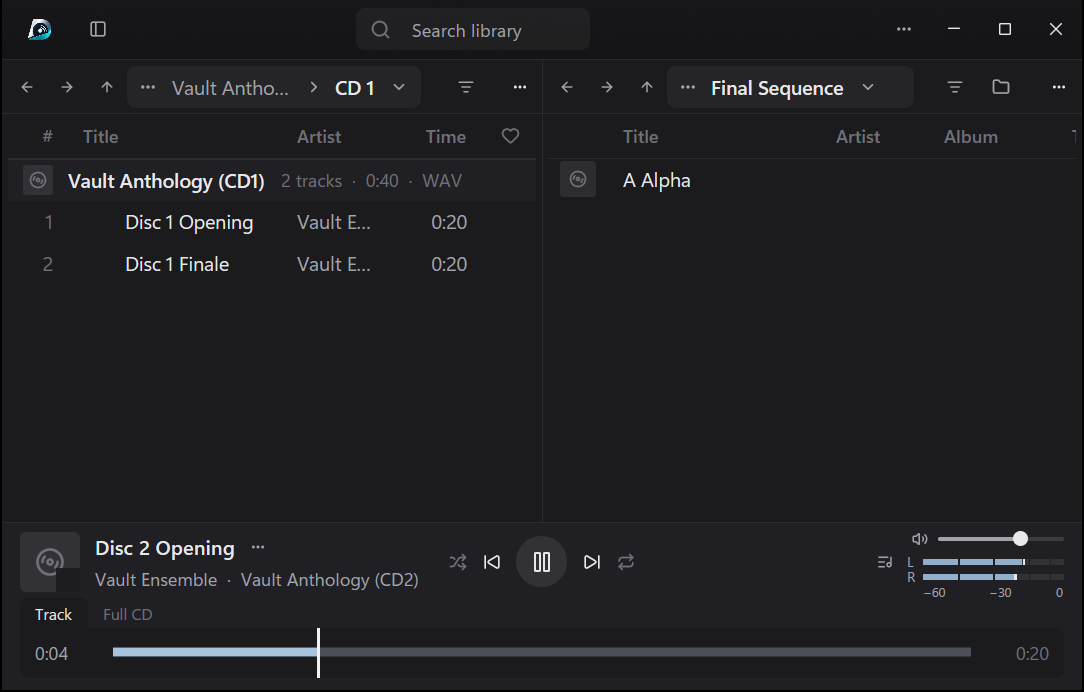 Search library
Vault Antho... CD 1
Final Sequence
# Title Artist Time
Title Artist Album
Vault Anthology (CD1) 2 tracks · 0:40 · WAV
A Alpha
1 Disc 1 Opening Vault E... 0:20
2 Disc 1 Finale Vault E... 0:20
Disc 2 Opening
Vault Ensemble · Vault Anthology (CD2)
L
R
−60 −30 0
Track Full CD
0:04 0:20